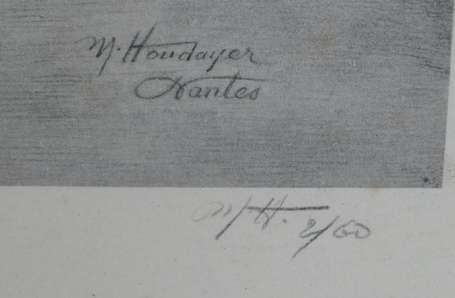 M. Houdayer
Nantes
M H. 2/60